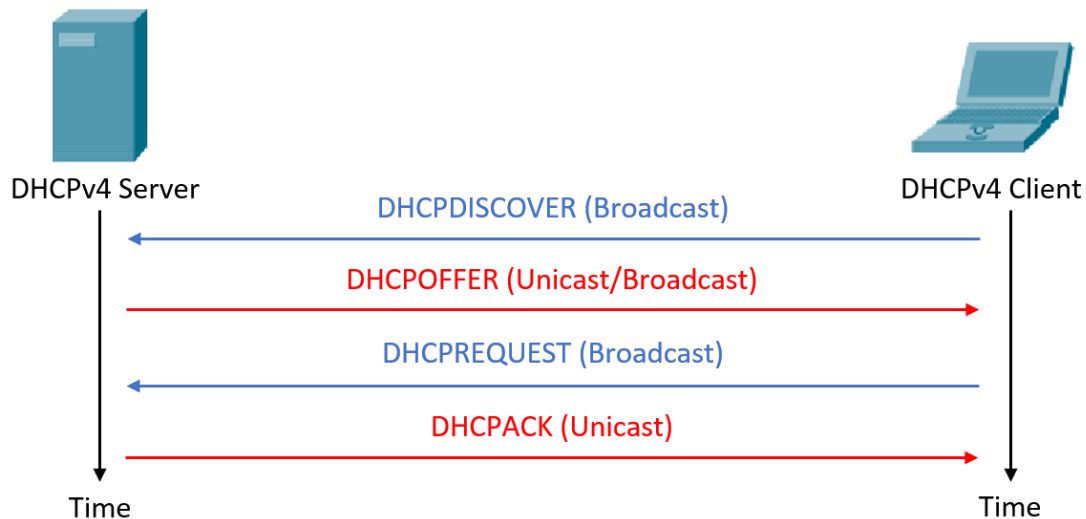 DHCPv4 Server
DHCPv4 Client
DHCPDISCOVER (Broadcast)
DHCPOFFER (Unicast/Broadcast)
DHCPREQUEST (Broadcast)
DHCPACK (Unicast)
Time
Time